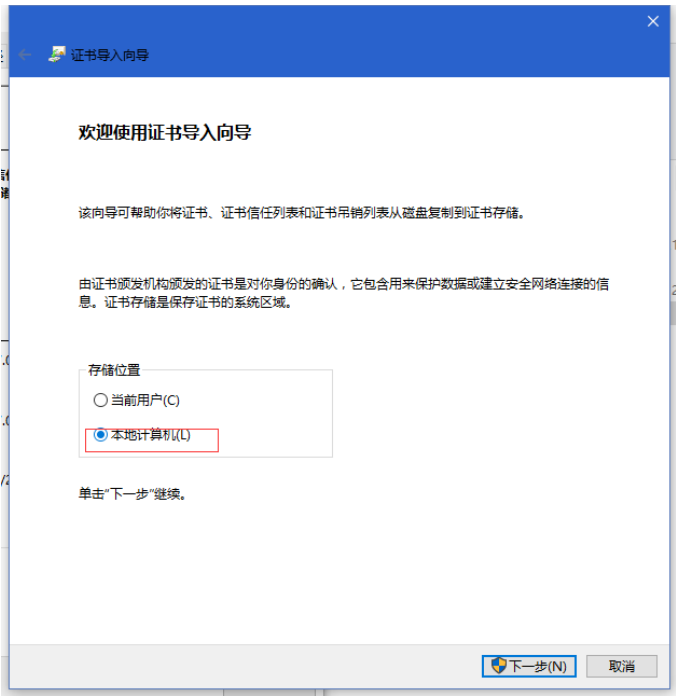 证书导入向导
欢迎使用证书导入向导
该向导可帮助你将证书、证书信任列表和证书吊销列表从磁盘复制到证书存储。
由证书颁发机构颁发的证书是对你身份的确认，它包含用来保护数据或建立安全网络连接的信
息。证书存储是保存证书的系统区域。
存储位置
当前用户(C)
本地计算机(L)
单击“下一步”继续。
下一步(N)
取消